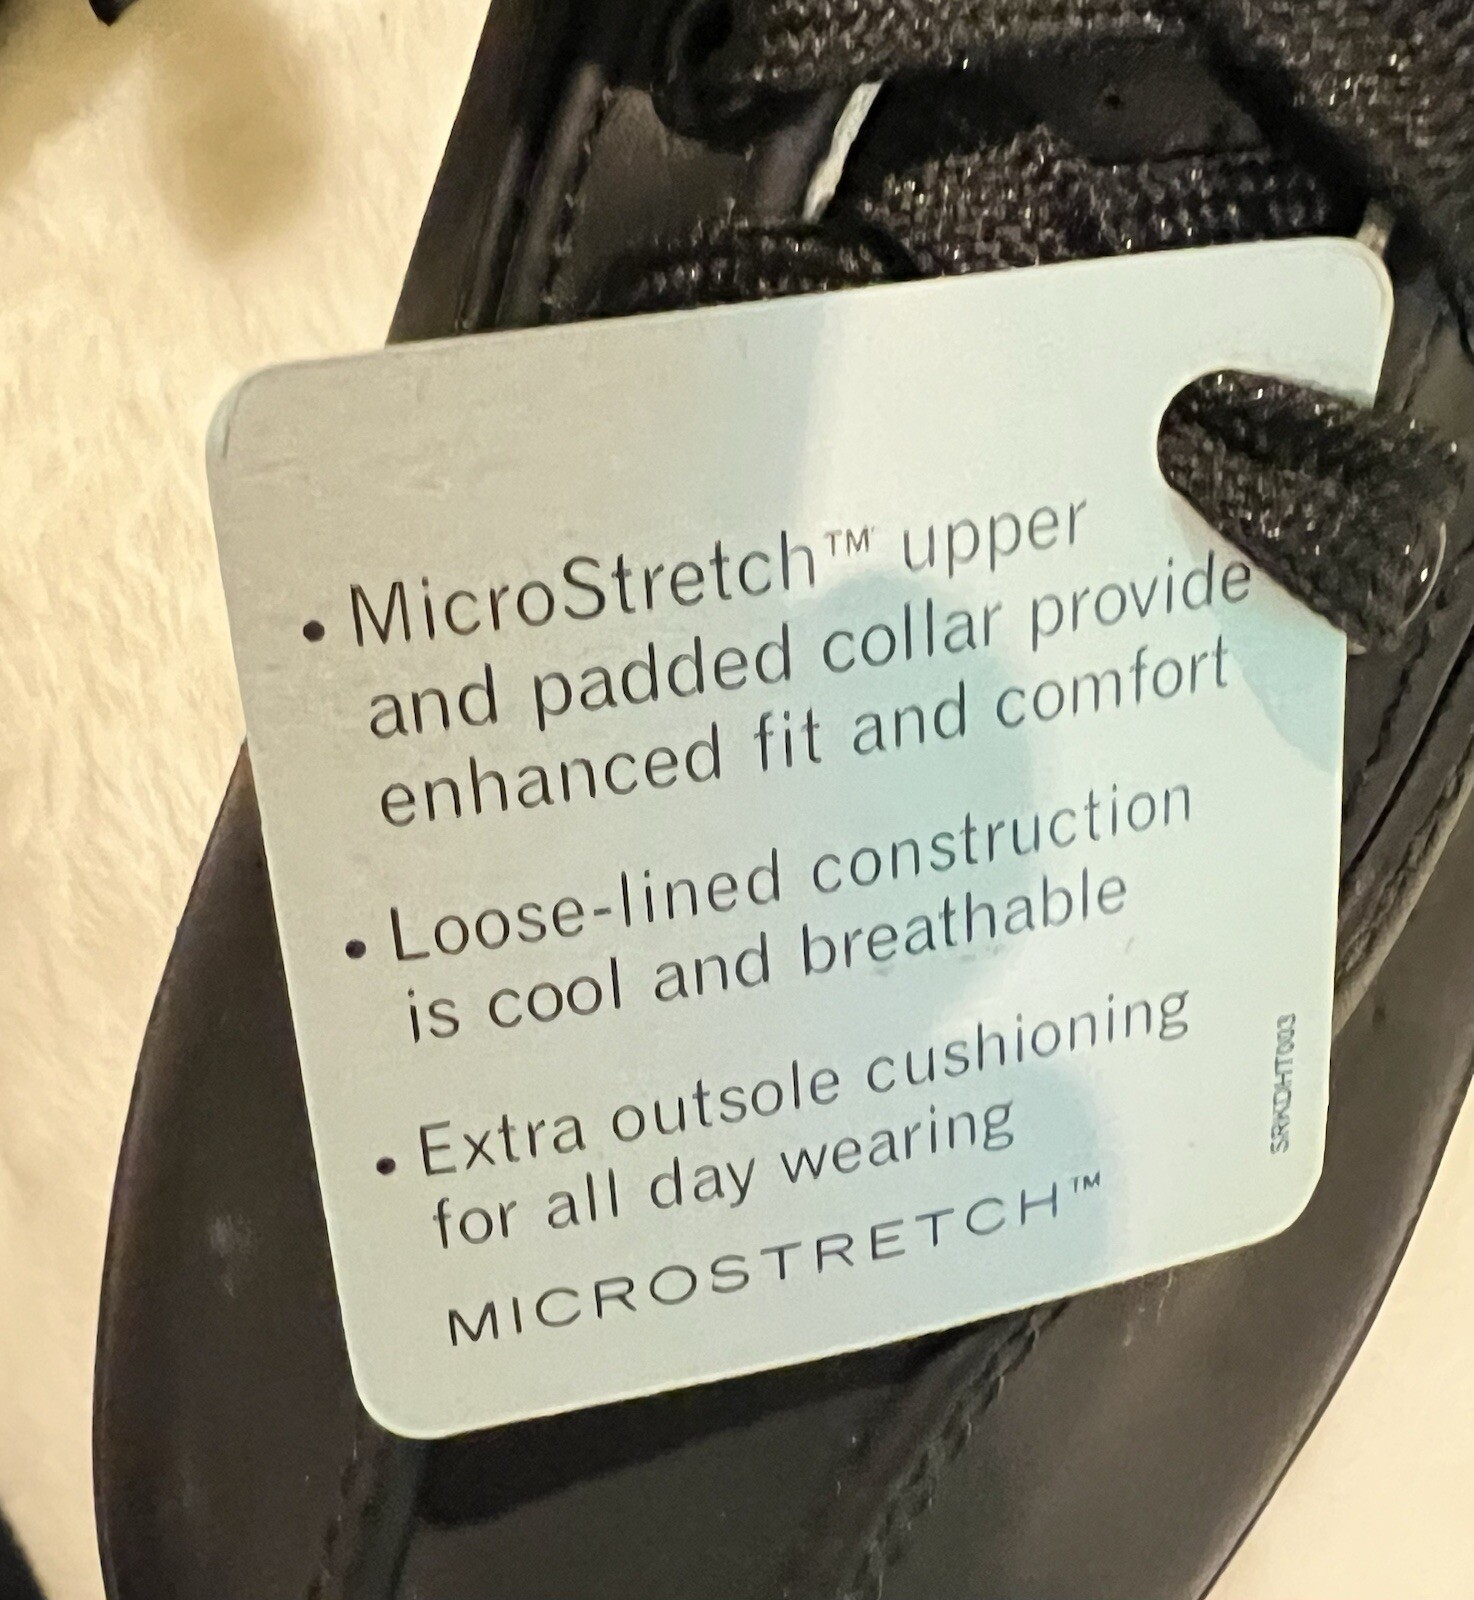 • MicroStretch™ upper
and padded collar provide
enhanced fit and comfort
• Loose-lined construction
is cool and breathable
• Extra outsole cushioning
for all day wearing
MICROSTRETCH™
SRKDHT003